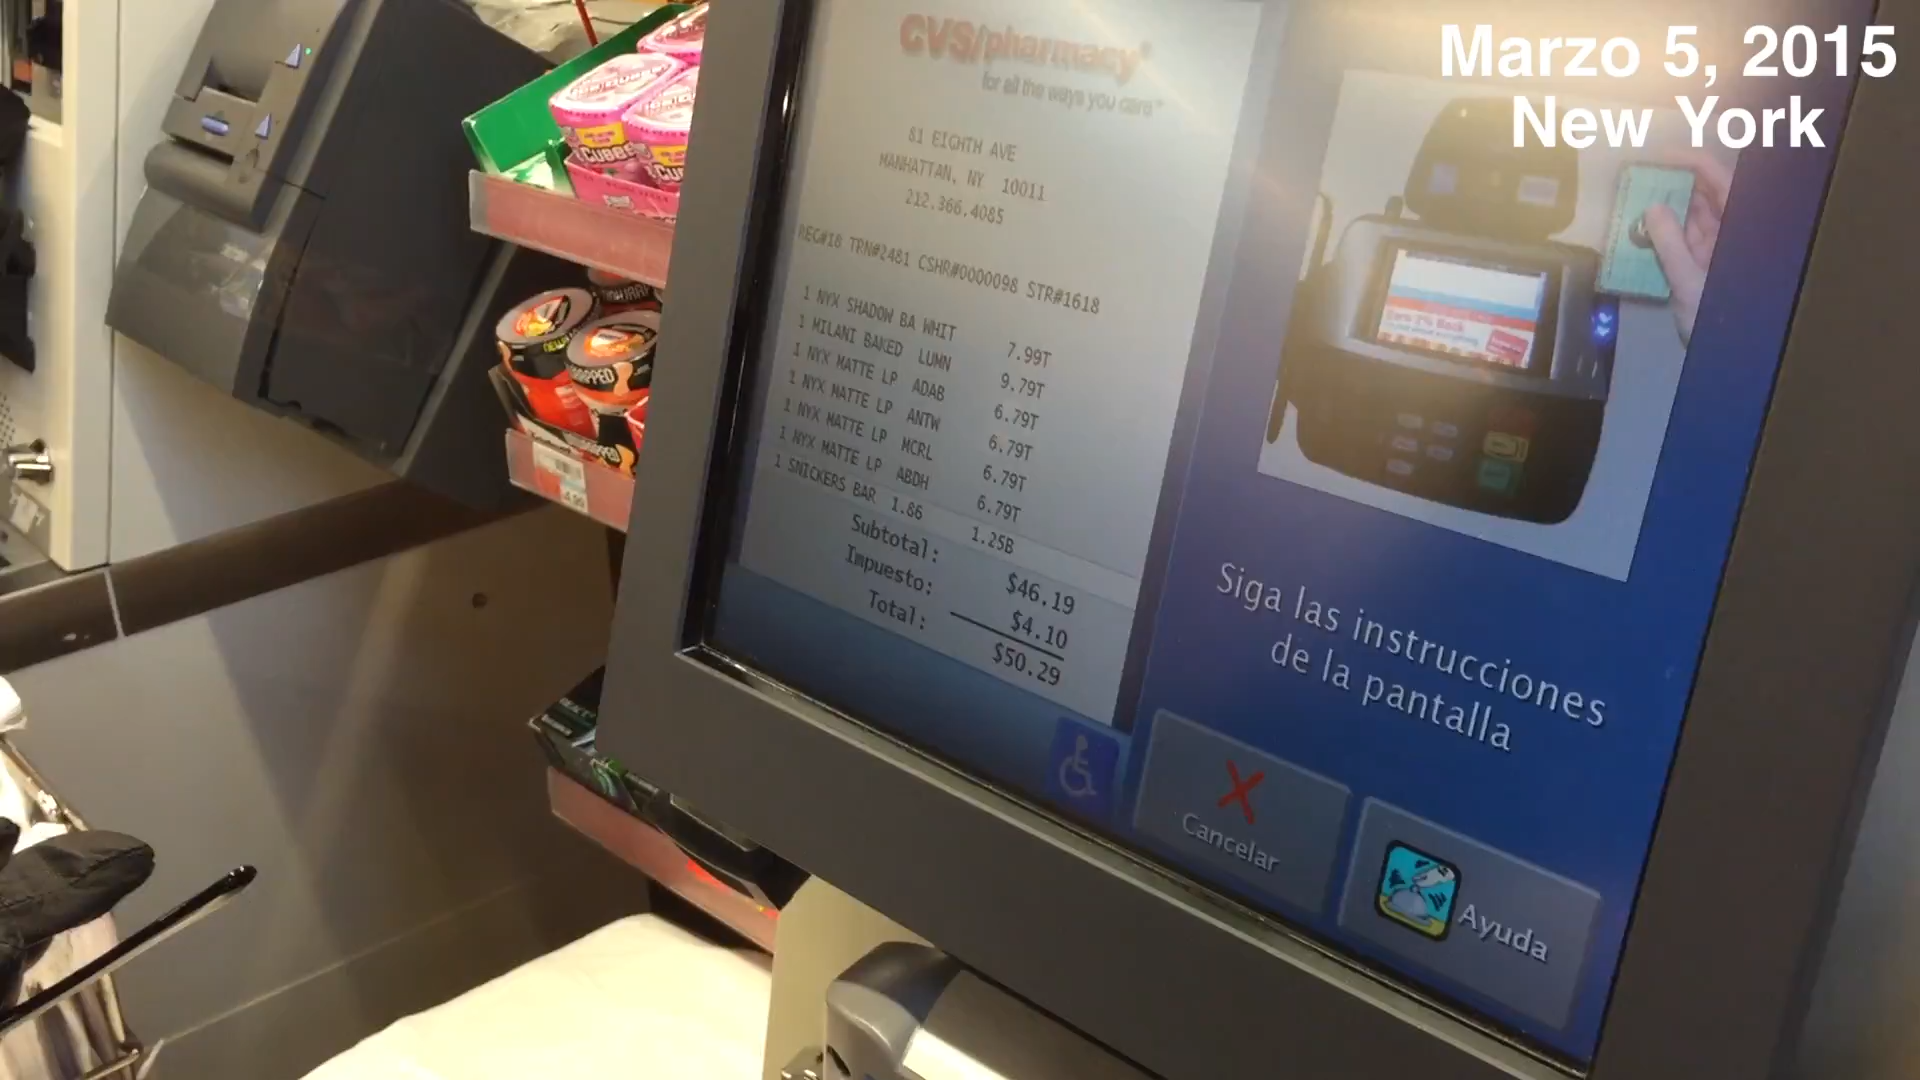 Marzo 5, 2015
New York
CVS/pharmacy
for all the ways you care
81 EIGHTH AVE
MANHATTAN, NY 10011
212.366.4085
REG#18 TRN#2481 CSHR#0000098 STR#1618
1 NYX SHADOW BA WHIT 7.99T
1 MILANI BAKED LUMN 9.79T
1 NYX MATTE LP ADAB 6.79T
1 NYX MATTE LP ANTW 6.79T
1 NYX MATTE LP MCRL 6.79T
1 NYX MATTE LP ABDH 6.79T
1 SNICKERS BAR 1.86 1.25B
Subtotal: $46.19
Impuesto: $4.10
Total: $50.29
Siga las instrucciones
de la pantalla
Cancelar
Ayuda
CUBES